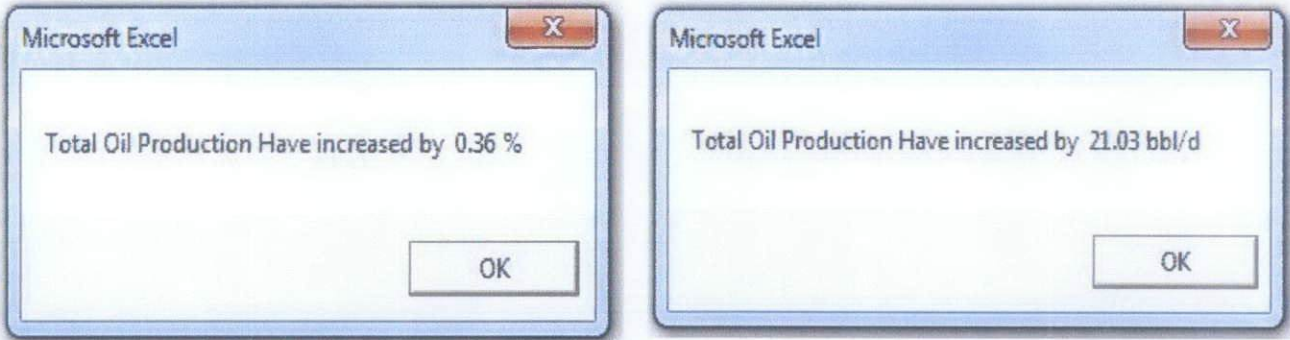 Microsoft Excel
X
Total Oil Production Have increased by 0.36 %
OK
Microsoft Excel
X
Total Oil Production Have increased by 21.03 bbl/d
OK